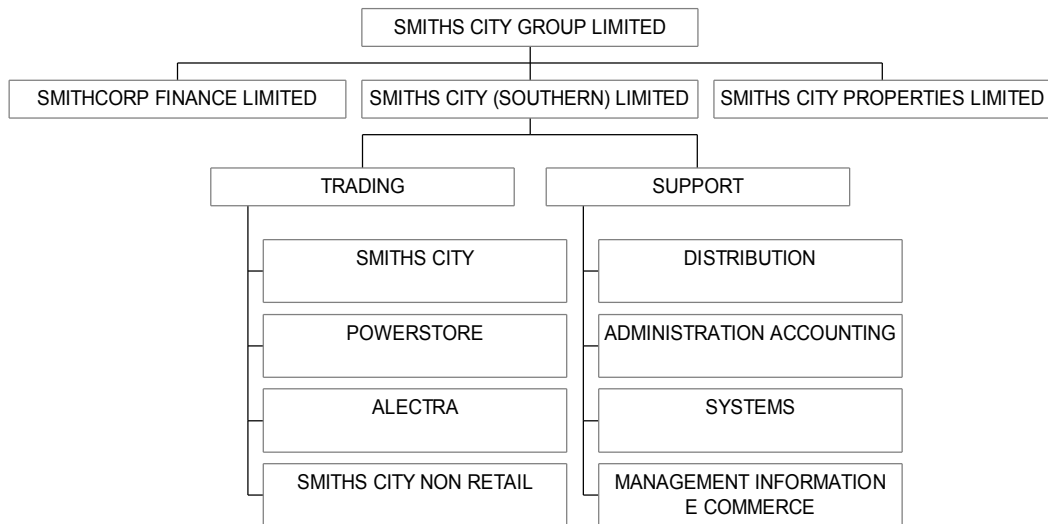 SMITHS CITY GROUP LIMITED
SMITHCORP FINANCE LIMITED
SMITHS CITY (SOUTHERN) LIMITED
SMITHS CITY PROPERTIES LIMITED
TRADING
SUPPORT
SMITHS CITY
DISTRIBUTION
POWERSTORE
ADMINISTRATION ACCOUNTING
ALECTRA
SYSTEMS
SMITHS CITY NON RETAIL
MANAGEMENT INFORMATION
E COMMERCE